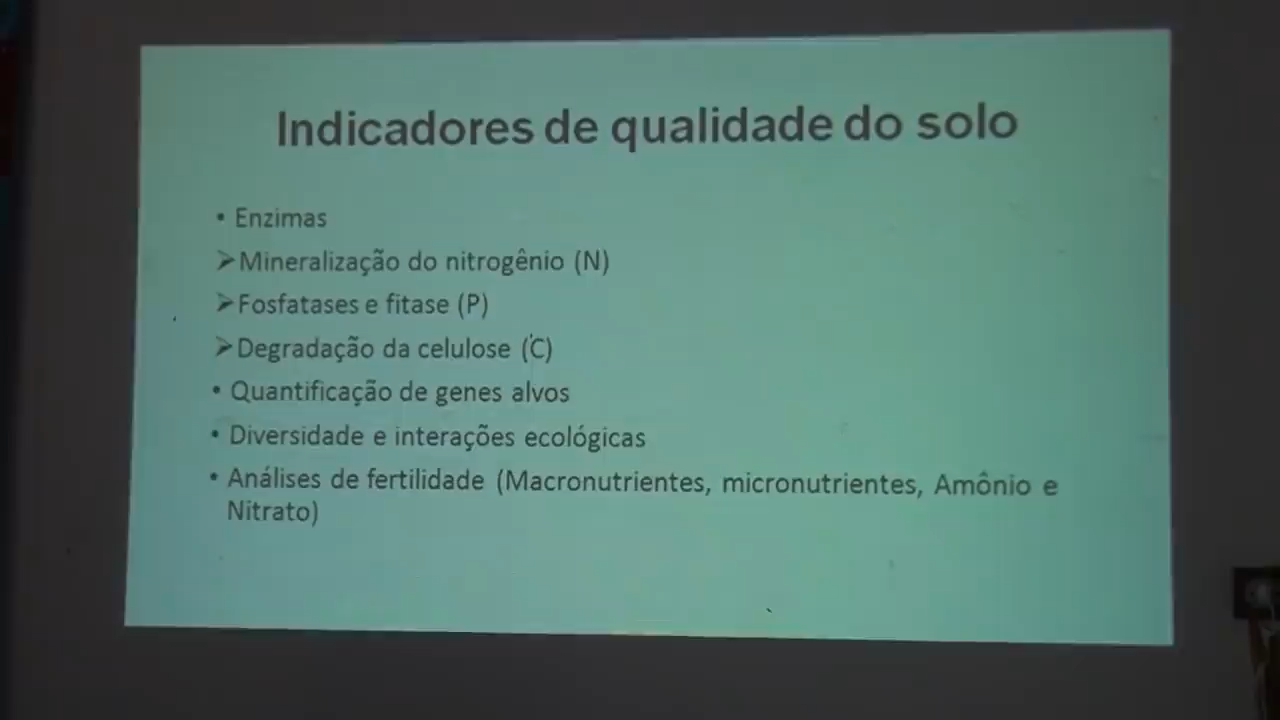 Indicadores de qualidade do solo
• Enzimas
➢Mineralização do nitrogênio (N)
➢Fosfatases e fitase (P)
➢Degradação da celulose (C)
• Quantificação de genes alvos
• Diversidade e interações ecológicas
• Análises de fertilidade (Macronutrientes, micronutrientes, Amônio e
Nitrato)